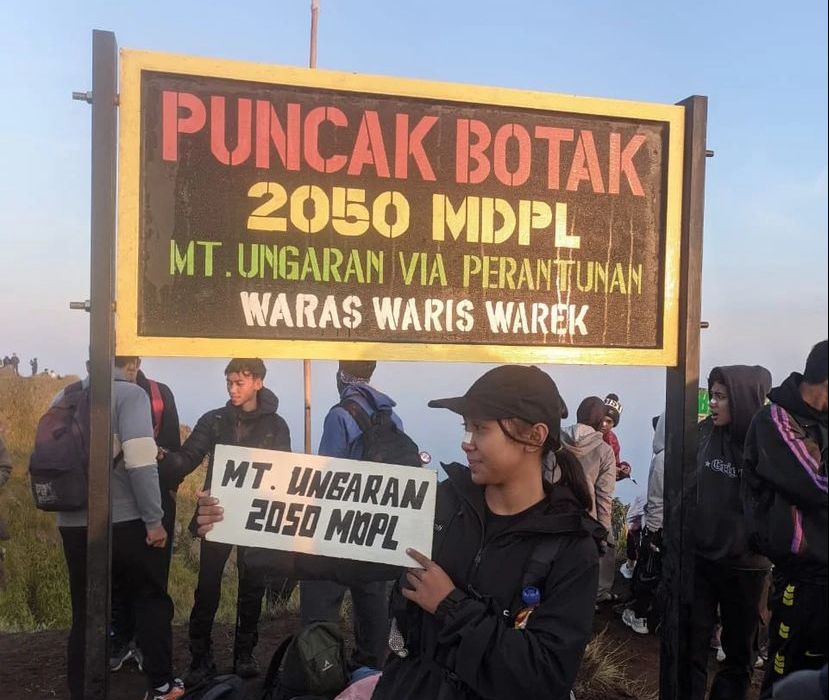 PUNCAK BOTAK
2050 MDPL
MT. UNGARAN VIA PERANTUNAN
WARAS WARIS WAREK
MT. UNGARAN
2050 MDPL